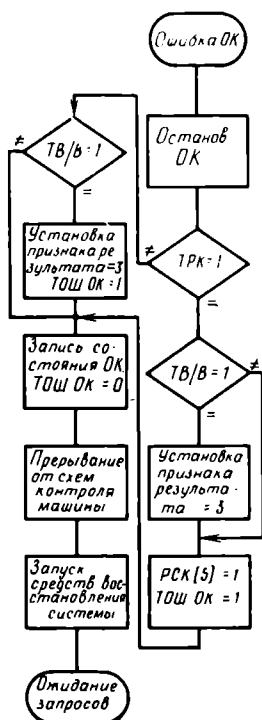 Ошибка ОК
Останов
ОК
≠
ТРК=1
=
ТВ/В=1
≠
=
Установка
признака
результа-
та = 3
РСК[5] = 1
ТОШ ОК = 1
≠
ТВ/В=1
=
Установка
признака ре-
зультата=3
ТОШ ОК=1
Запись со-
стояния ОК.
ТОШ ОК = 0
Прерывание
от схем
контроля
машины
Запуск
средств вос-
становления
системы
Ожидание
запросов